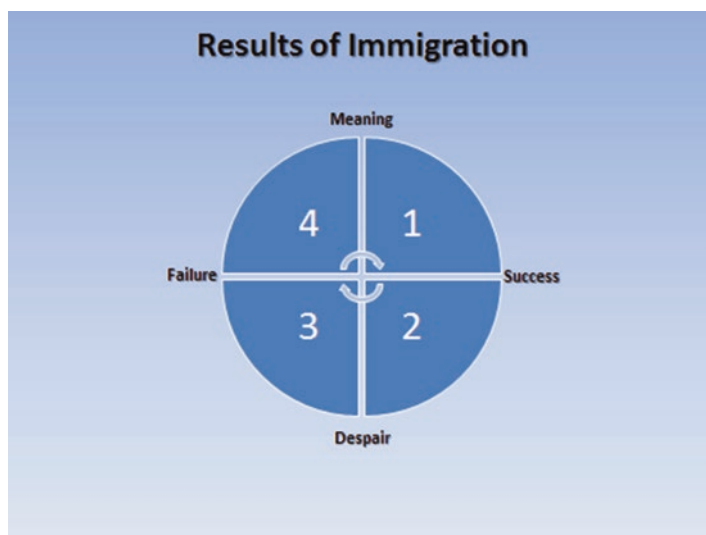 Results of Immigration
Meaning
4 1
Failure Success
3 2
Despair